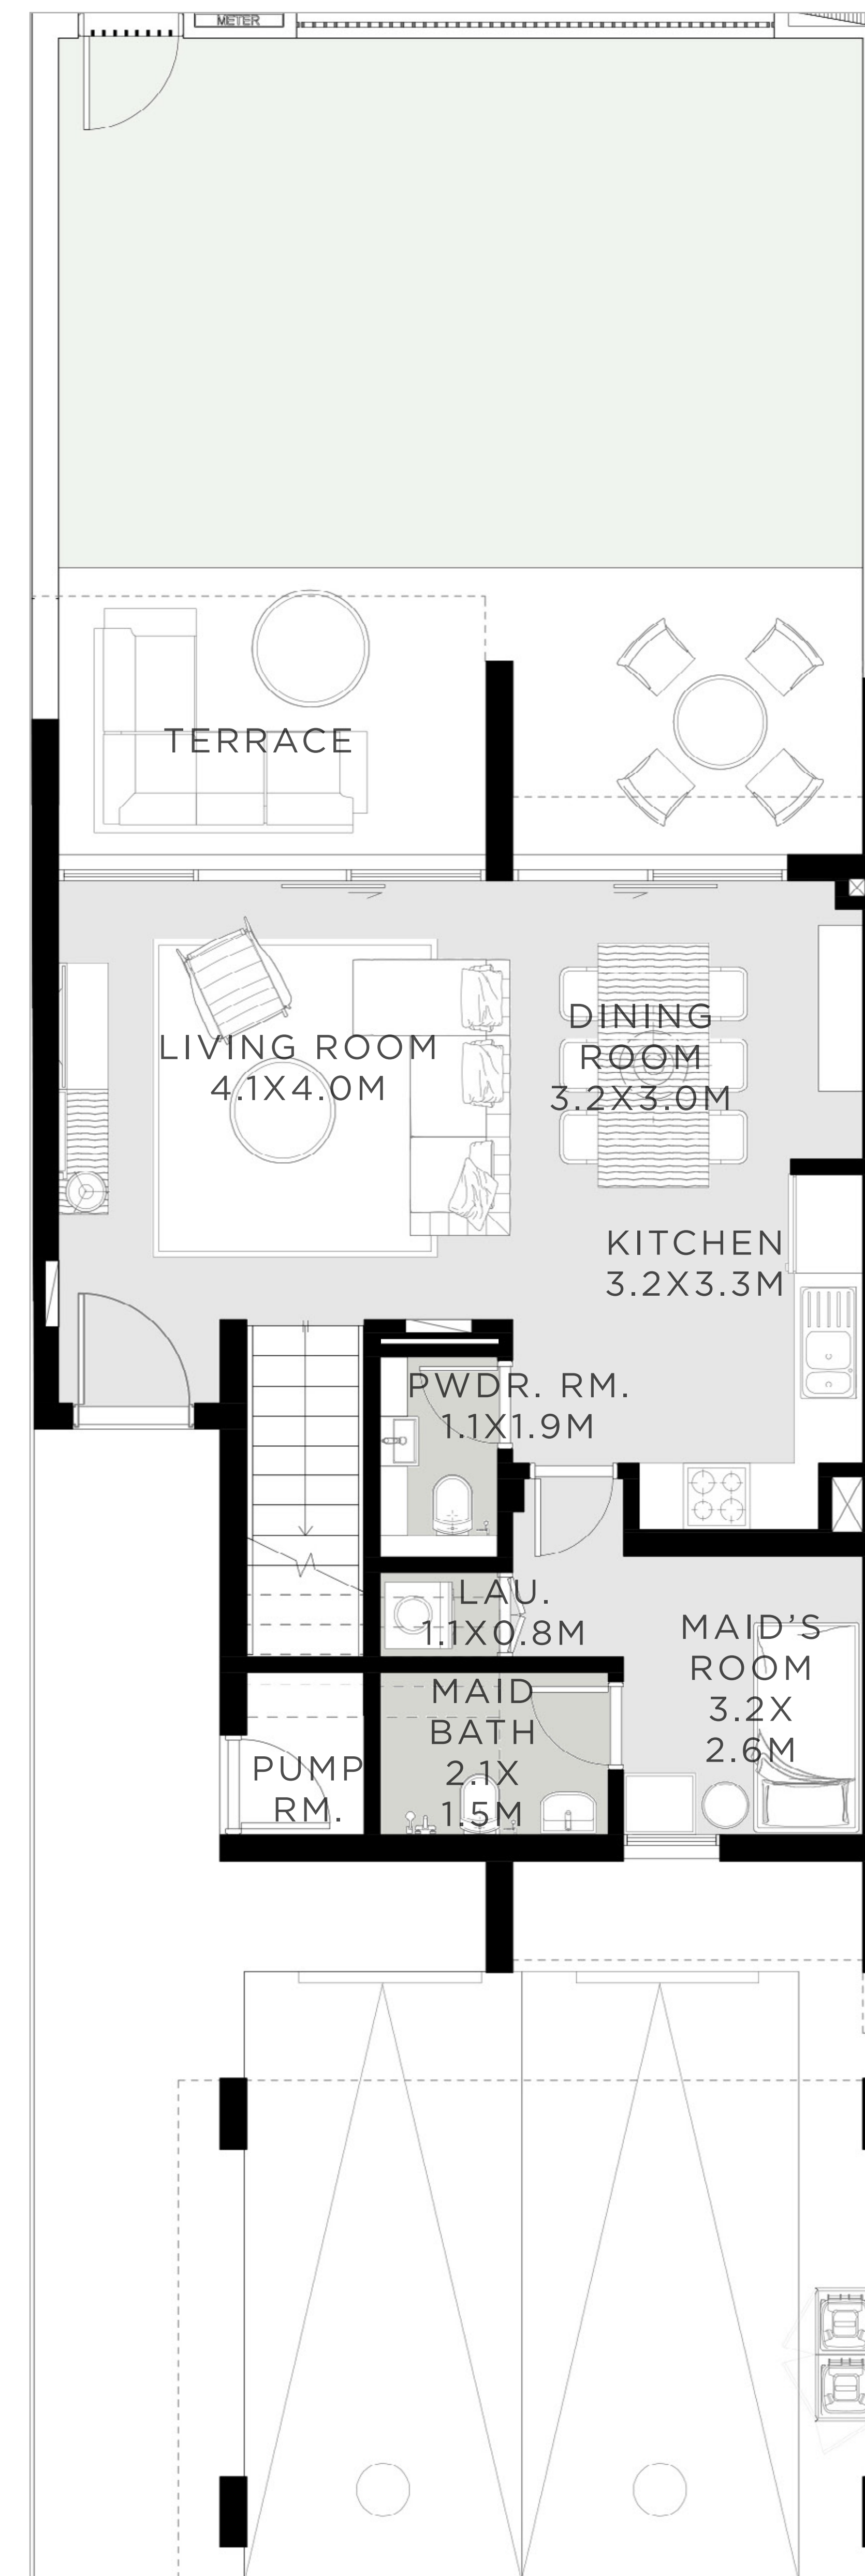 METER
TERRACE
LIVING ROOM
4.1X4.0M
DINING
ROOM
3.2X3.0M
KITCHEN
3.2X3.3M
PWDR. RM.
1.1X1.9M
LAU.
1.1X0.8M
MAID'S
ROOM
3.2X
2.6M
MAID
BATH
2.1X
1.5M
PUMP
RM.